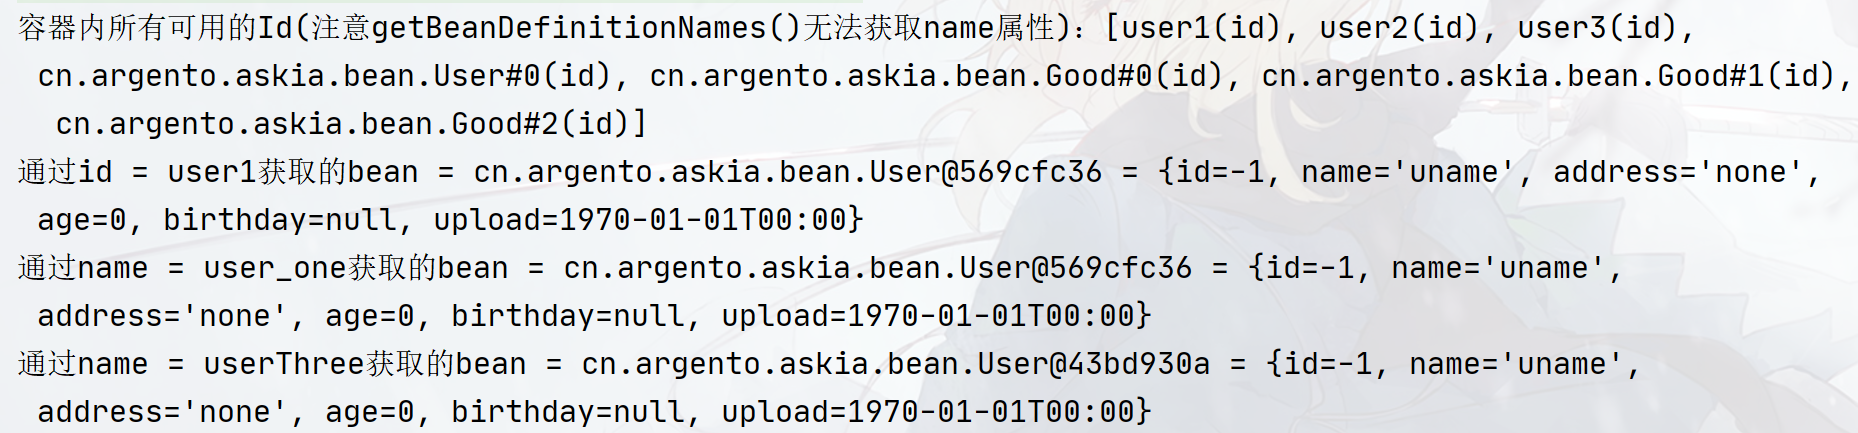 容器内所有可用的Id(注意getBeanDefinitionNames()无法获取name属性)：[user1(id), user2(id), user3(id),
cn.argento.askia.bean.User#0(id), cn.argento.askia.bean.Good#0(id), cn.argento.askia.bean.Good#1(id),
cn.argento.askia.bean.Good#2(id)]
通过id = user1获取的bean = cn.argento.askia.bean.User@569cfc36 = {id=-1, name='uname', address='none',
age=0, birthday=null, upload=1970-01-01T00:00}
通过name = user_one获取的bean = cn.argento.askia.bean.User@569cfc36 = {id=-1, name='uname',
address='none', age=0, birthday=null, upload=1970-01-01T00:00}
通过name = userThree获取的bean = cn.argento.askia.bean.User@43bd930a = {id=-1, name='uname',
address='none', age=0, birthday=null, upload=1970-01-01T00:00}